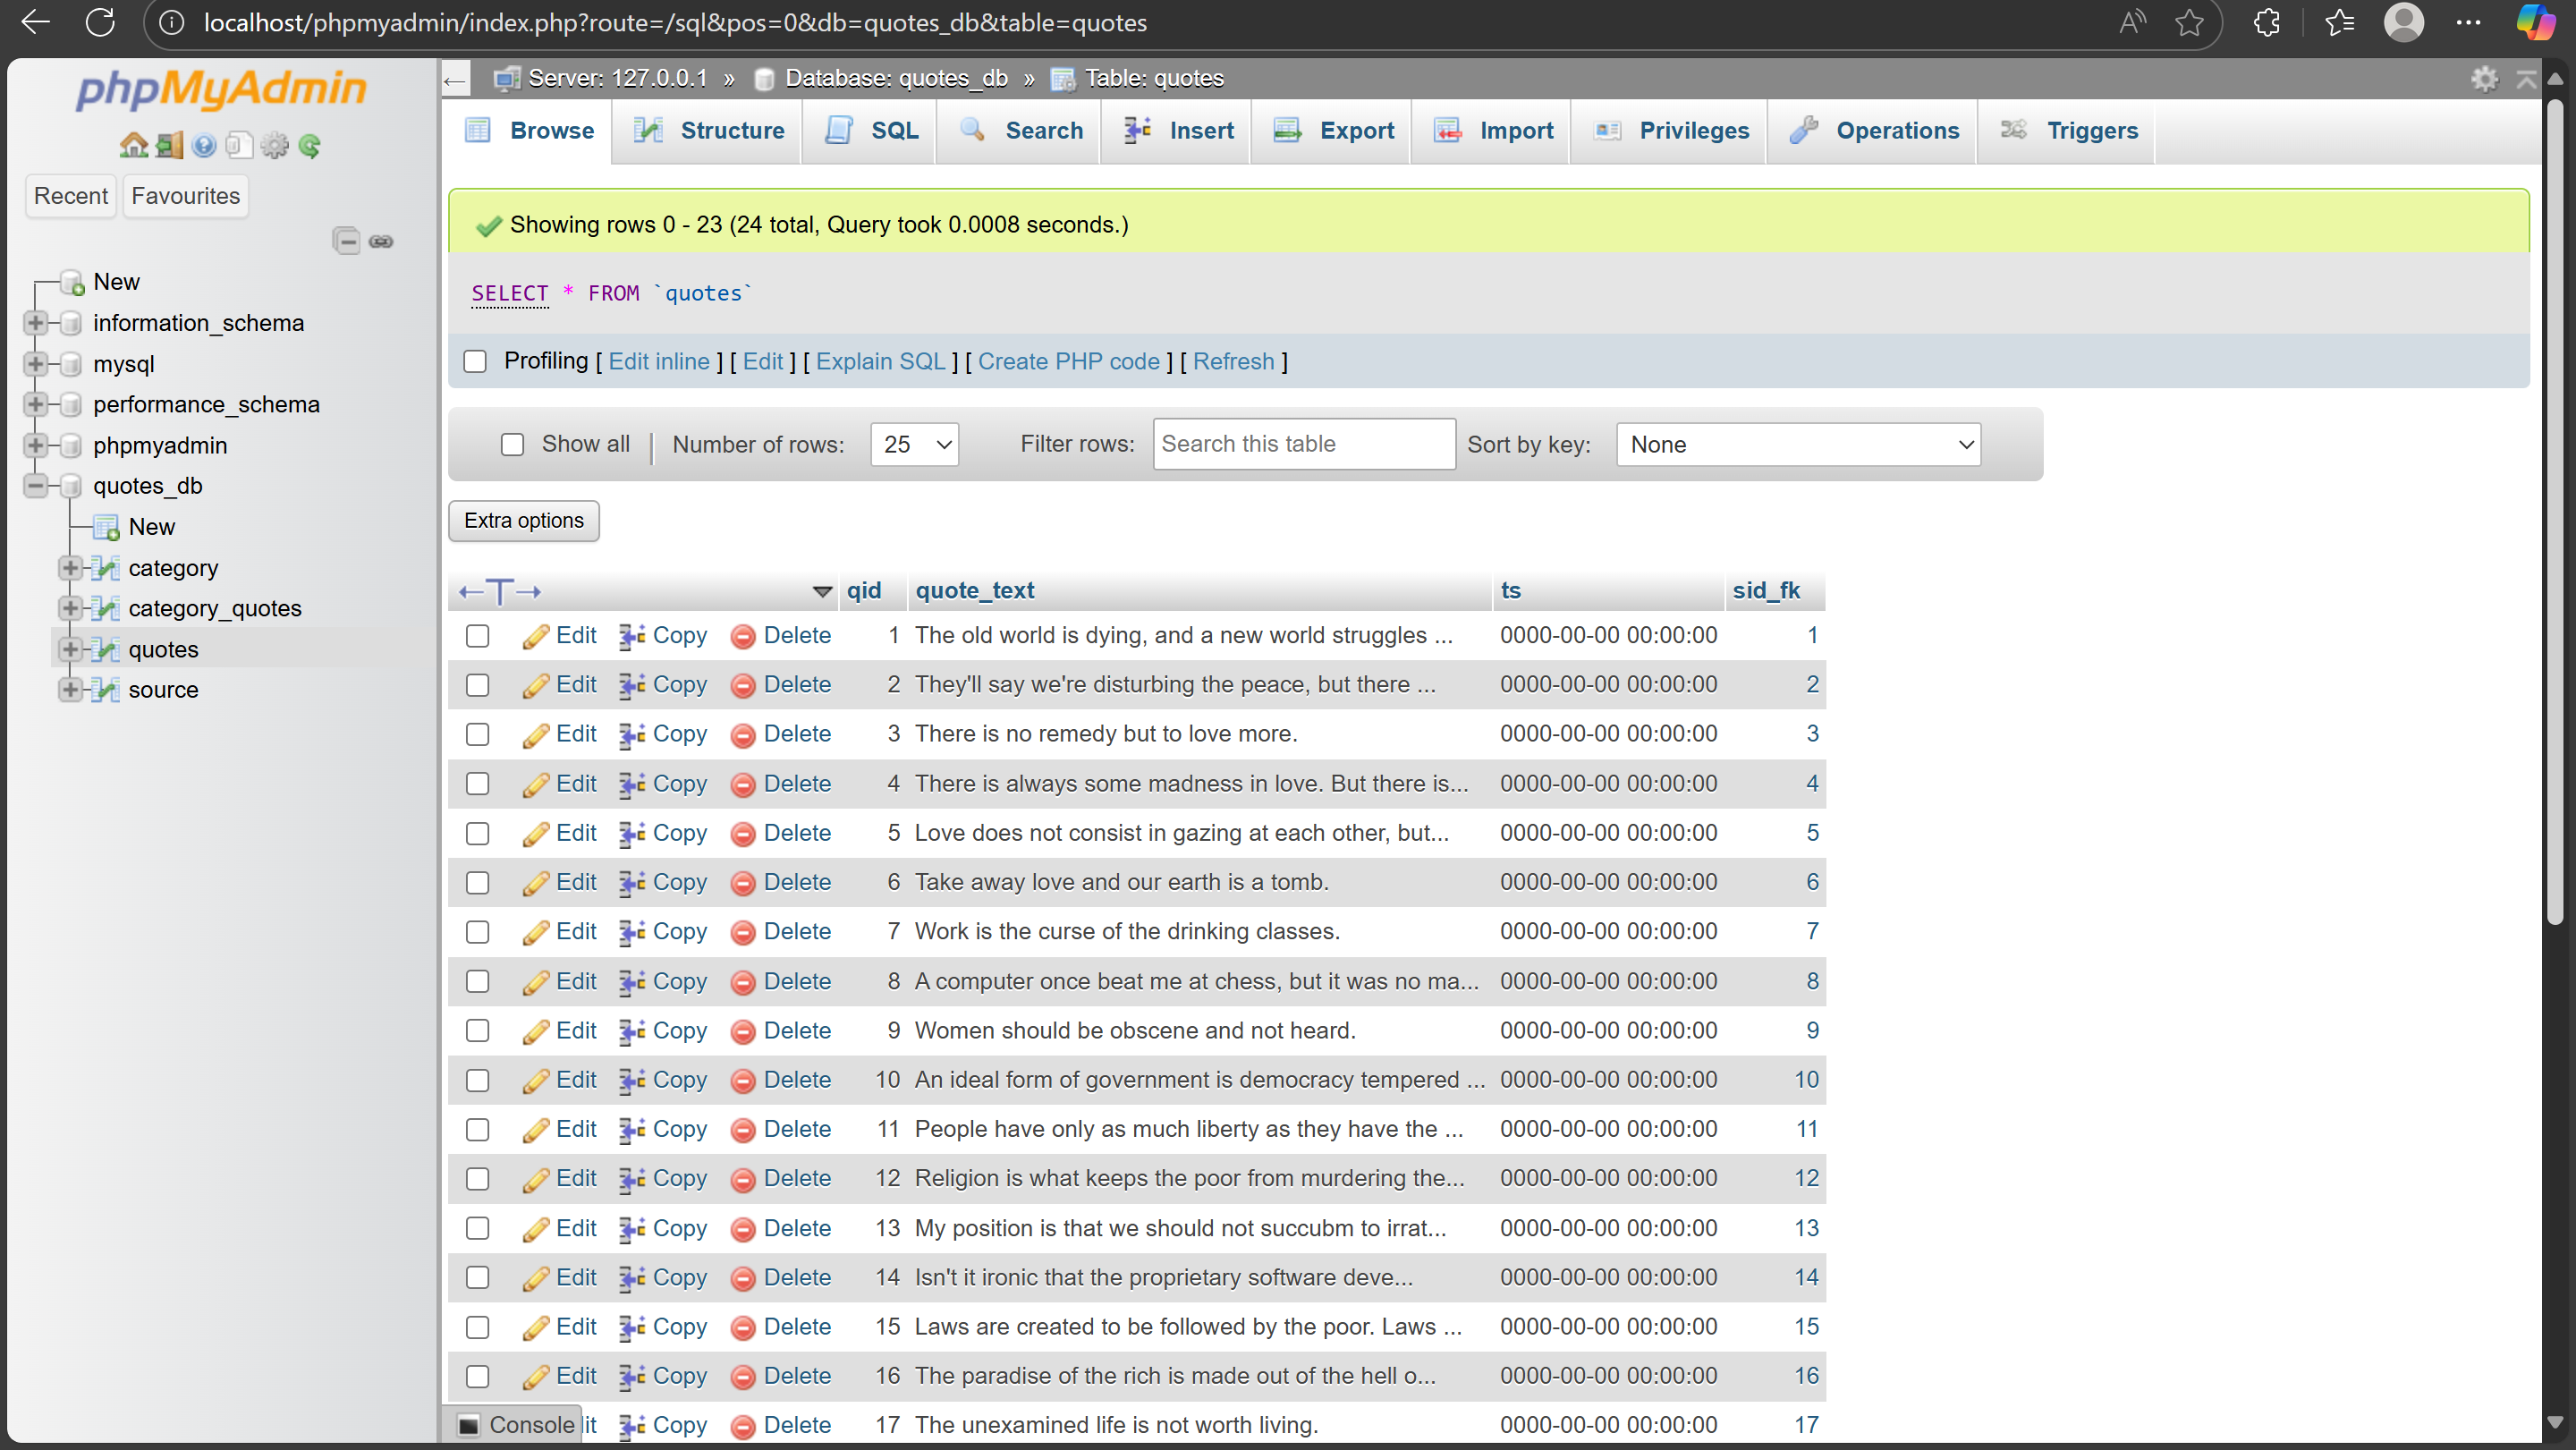 localhost/phpmyadmin/index.php?route=/sql&pos=0&db=quotes_db&table=quotes
phpMyAdmin
Recent Favourites
New
information_schema
mysql
performance_schema
phpmyadmin
quotes_db
New
category
category_quotes
quotes
source
Server: 127.0.0.1 » Database: quotes_db » Table: quotes
Browse Structure SQL Search Insert Export Import Privileges Operations Triggers
Showing rows 0 - 23 (24 total, Query took 0.0008 seconds.)
SELECT * FROM `quotes`
Profiling [ Edit inline ] [ Edit ] [ Explain SQL ] [ Create PHP code ] [ Refresh ]
Show all | Number of rows: 25 Filter rows: Search this table Sort by key: None
Extra options
←T→ qid quote_text ts sid_fk
Edit Copy Delete 1 The old world is dying, and a new world struggles ... 0000-00-00 00:00:00 1
Edit Copy Delete 2 They'll say we're disturbing the peace, but there ... 0000-00-00 00:00:00 2
Edit Copy Delete 3 There is no remedy but to love more. 0000-00-00 00:00:00 3
Edit Copy Delete 4 There is always some madness in love. But there is... 0000-00-00 00:00:00 4
Edit Copy Delete 5 Love does not consist in gazing at each other, but... 0000-00-00 00:00:00 5
Edit Copy Delete 6 Take away love and our earth is a tomb. 0000-00-00 00:00:00 6
Edit Copy Delete 7 Work is the curse of the drinking classes. 0000-00-00 00:00:00 7
Edit Copy Delete 8 A computer once beat me at chess, but it was no ma... 0000-00-00 00:00:00 8
Edit Copy Delete 9 Women should be obscene and not heard. 0000-00-00 00:00:00 9
Edit Copy Delete 10 An ideal form of government is democracy tempered ... 0000-00-00 00:00:00 10
Edit Copy Delete 11 People have only as much liberty as they have the ... 0000-00-00 00:00:00 11
Edit Copy Delete 12 Religion is what keeps the poor from murdering the... 0000-00-00 00:00:00 12
Edit Copy Delete 13 My position is that we should not succubm to irrat... 0000-00-00 00:00:00 13
Edit Copy Delete 14 Isn't it ironic that the proprietary software deve... 0000-00-00 00:00:00 14
Edit Copy Delete 15 Laws are created to be followed by the poor. Laws ... 0000-00-00 00:00:00 15
Edit Copy Delete 16 The paradise of the rich is made out of the hell o... 0000-00-00 00:00:00 16
Console it Copy Delete 17 The unexamined life is not worth living. 0000-00-00 00:00:00 17